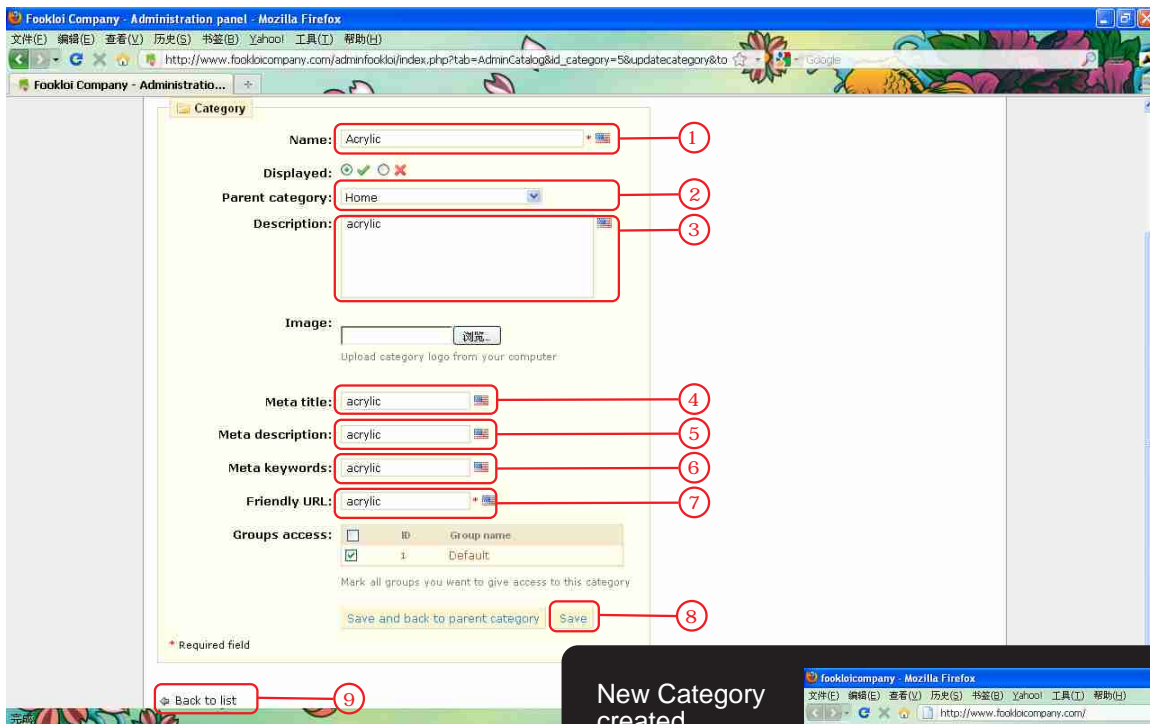 Fookloi Company - Administration panel - Mozilla Firefox
文件(F) 编辑(E) 查看(V) 历史(S) 书签(B) Yahoo! 工具(T) 帮助(H)
http://www.fookloicompany.com/adminfookloi/index.php?tab=AdminCatalog&id_category=5&updatecategory&to
Google
Fookloi Company - Administratio...
Category
Name: Acrylic * 1
Displayed:
Parent category: Home 2
Description: acrylic 3
Image: 浏览...
Upload category logo from your computer
Meta title: acrylic 4
Meta description: acrylic 5
Meta keywords: acrylic 6
Friendly URL: acrylic * 7
Groups access: ID Group name
1 Default
Mark all groups you want to give access to this category
Save and back to parent category Save 8
* Required field
Back to list 9
完成
New Category
created
fookloicompany - Mozilla Firefox
文件(F) 编辑(E) 查看(V) 历史(S) 书签(B) Yahoo! 工具(T) 帮助(H)
http://www.fookloicompany.com/